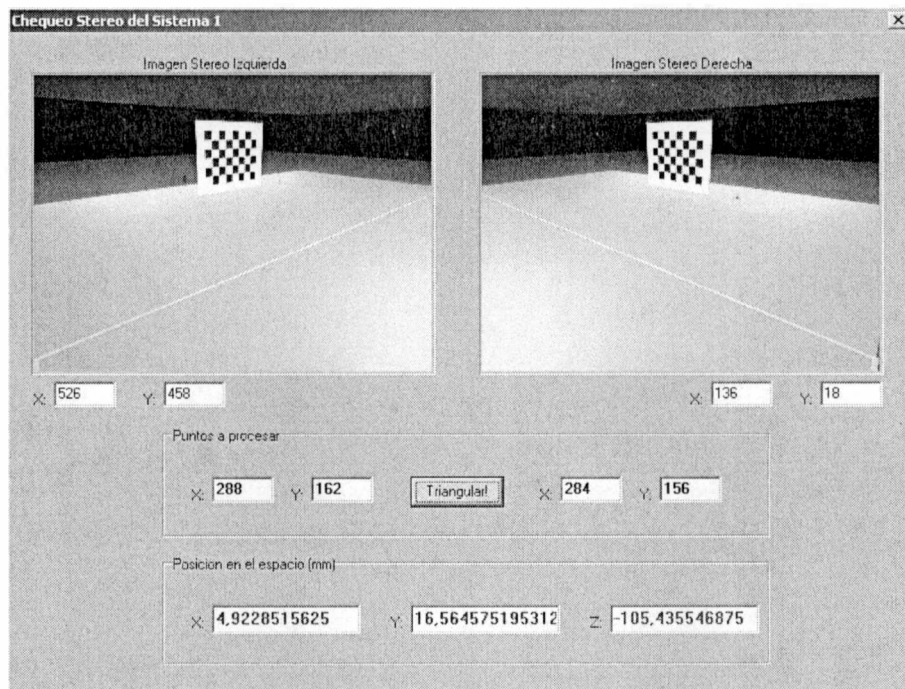 Chequeo Stereo del Sistema 1
Imagen Stereo Izquierda
Imagen Stereo Derecha
X: 526 Y: 458
X: 136 Y: 18
Puntos a procesar
X: 288 Y: 162 Triangular! X: 284 Y: 156
Posicion en el espacio (mm)
X: 4,9228515625 Y: 16,564575195312 Z: -105,435546875